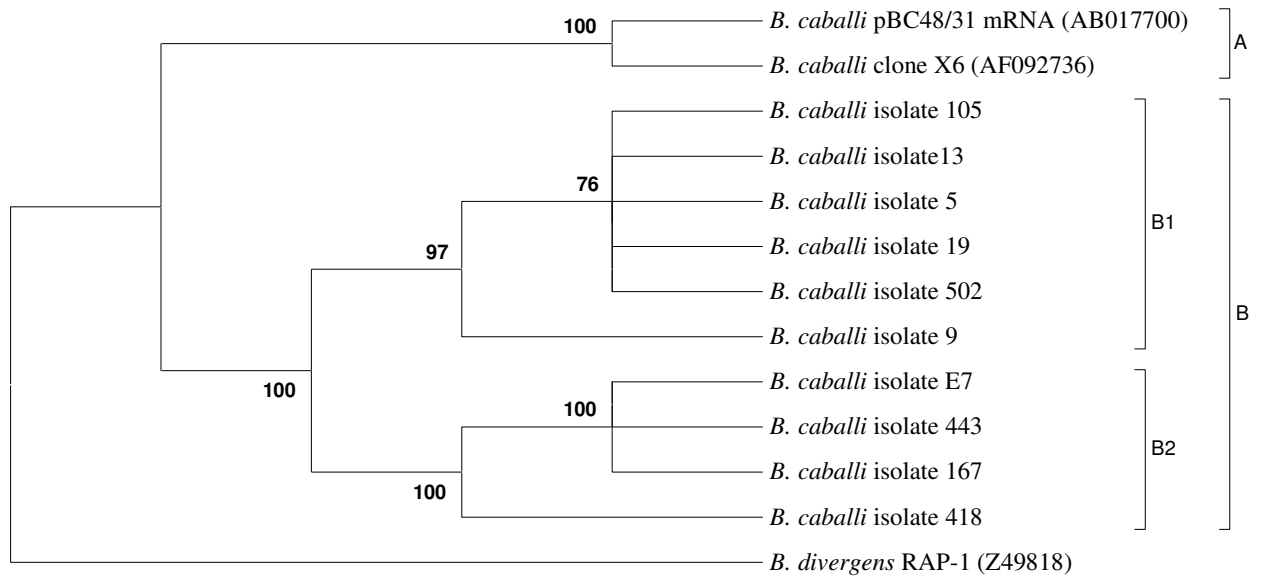 100
B. caballi pBC48/31 mRNA (AB017700)
A
B. caballi clone X6 (AF092736)
B. caballi isolate 105
B. caballi isolate13
76
B. caballi isolate 5
B1
97
B. caballi isolate 19
B. caballi isolate 502
B
B. caballi isolate 9
100
B. caballi isolate E7
100
B. caballi isolate 443
B2
B. caballi isolate 167
100
B. caballi isolate 418
B. divergens RAP-1 (Z49818)